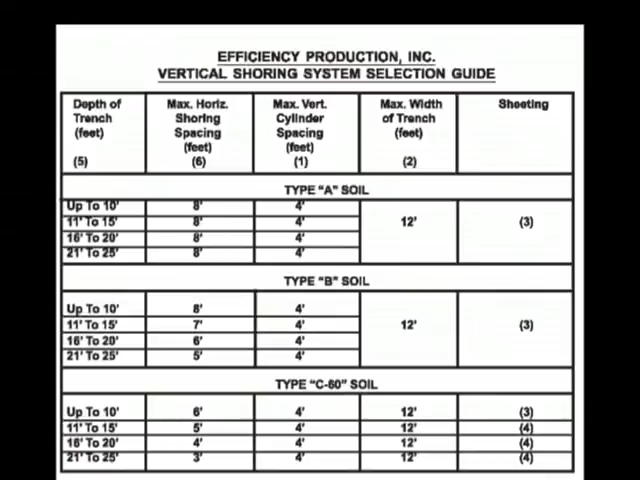 EFFICIENCY PRODUCTION, INC.
VERTICAL SHORING SYSTEM SELECTION GUIDE
Depth of Trench (feet) (5) Max. Horiz. Shoring Spacing (feet) (6) Max. Vert. Cylinder Spacing (feet) (1) Max. Width of Trench (feet) (2) Sheeting
TYPE "A" SOIL
Up To 10' 8' 4'
11' To 15' 8' 4' 12' (3)
16' To 20' 8' 4'
21' To 25' 8' 4'
TYPE "B" SOIL
Up To 10' 8' 4'
11' To 15' 7' 4' 12' (3)
16' To 20' 6' 4'
21' To 25' 5' 4'
TYPE "C-60" SOIL
Up To 10' 6' 4' 12' (3)
11' To 15' 5' 4' 12' (4)
16' To 20' 4' 4' 12' (4)
21' To 25' 3' 4' 12' (4)